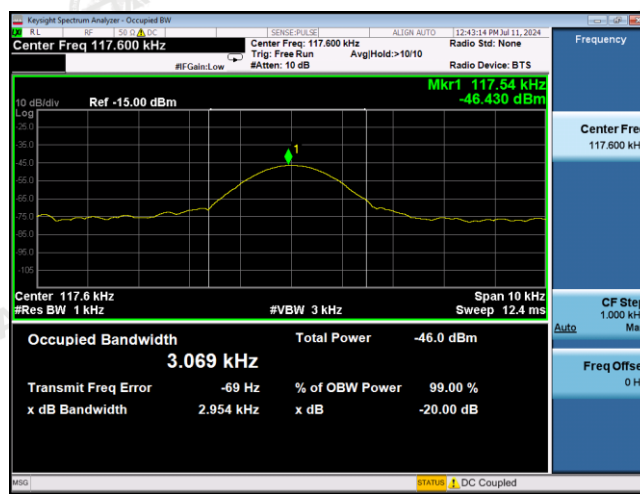 Keysight Spectrum Analyzer - Occupied BW
RL RF 50 Ω DC SENSE:PULSE ALIGN AUTO 12:43:14 PM Jul 11, 2024
Center Freq 117.600 kHz Center Freq: 117.600 kHz Radio Std: None
Trig: Free Run Avg|Hold:>10/10
#IFGain:Low #Atten: 10 dB Radio Device: BTS
Mkr1 117.54 kHz
-46.430 dBm
10 dB/div Ref -15.00 dBm
Log
-25.0
-35.0
-45.0
-55.0
-65.0
-75.0
-85.0
-95.0
-105
1
Center 117.6 kHz Span 10 kHz
#Res BW 1 kHz #VBW 3 kHz Sweep 12.4 ms
Occupied Bandwidth Total Power -46.0 dBm
3.069 kHz
Transmit Freq Error -69 Hz % of OBW Power 99.00 %
x dB Bandwidth 2.954 kHz x dB -20.00 dB
MSG STATUS DC Coupled
Frequency
Center Fre
117.600 kH
CF Ste
1.000 kH
Auto Ma
Freq Offse
0 H